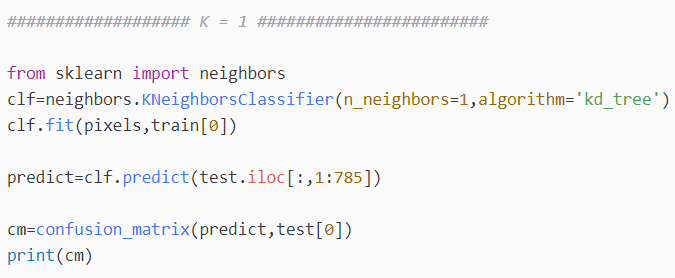 ################### K = 1 ########################
from sklearn import neighbors
clf=neighbors.KNeighborsClassifier(n_neighbors=1,algorithm='kd_tree')
clf.fit(pixels,train[0])
predict=clf.predict(test.iloc[:,1:785])
cm=confusion_matrix(predict,test[0])
print(cm)